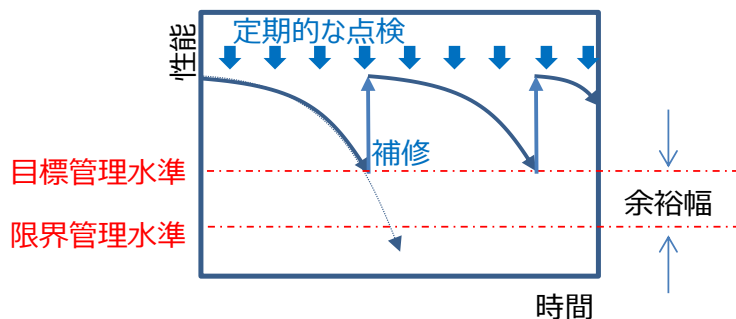 定期的な点検
性能
補修
目標管理水準
余裕幅
限界管理水準
時間